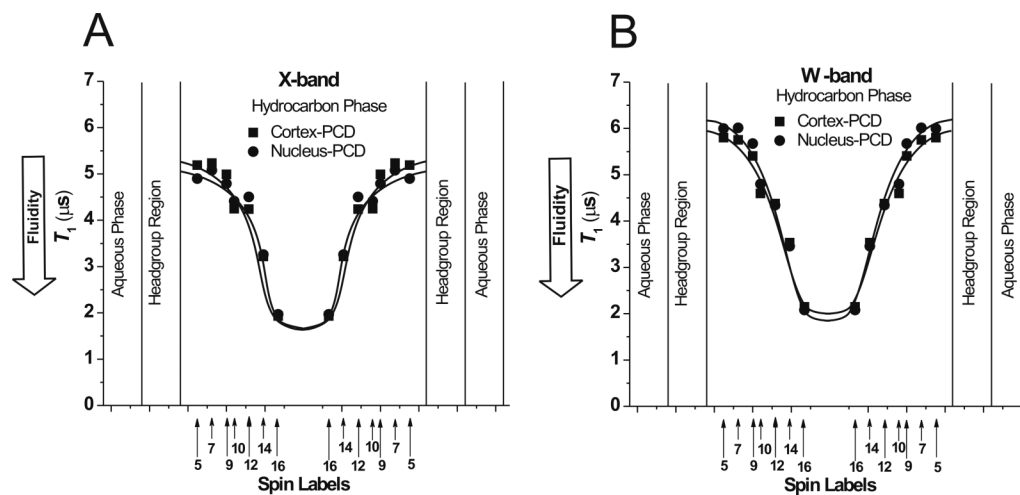 A
X-band
Hydrocarbon Phase
Cortex-PCD
Nucleus-PCD
Fluidity
T1 (μs)
7
6
5
4
3
2
1
0
Aqueous Phase
Headgroup Region
Headgroup Region
Aqueous Phase
5
7
9
10
12
14
16
16
14
12
10
9
7
5
Spin Labels
B
W-band
Hydrocarbon Phase
Cortex-PCD
Nucleus-PCD
Fluidity
T1 (μs)
7
6
5
4
3
2
1
0
Aqueous Phase
Headgroup Region
Headgroup Region
Aqueous Phase
5
7
9
10
12
14
16
16
14
12
10
9
7
5
Spin Labels